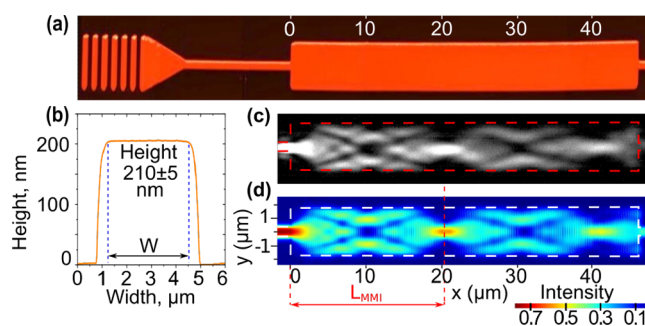 (a)
0 10 20 30 40
(b)
200
100
0
Height, nm
Height
210±5
nm
W
0 1 2 3 4 5 6
Width, µm
(c)
(d)
1
-1
y (µm)
0 10 20 30 40
x (µm)
L_MMI
Intensity
0.7 0.5 0.3 0.1